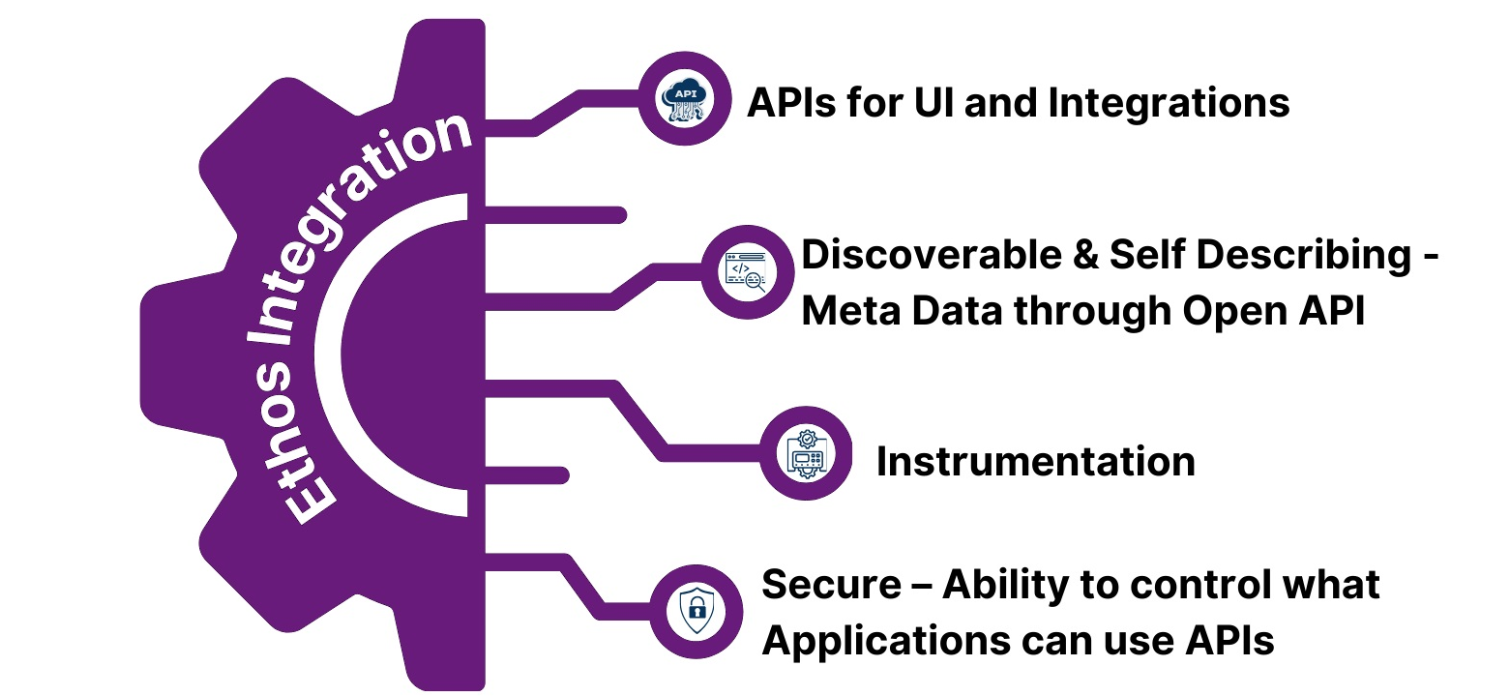 Ethos Integration
API
APIs for UI and Integrations
Discoverable & Self Describing -
Meta Data through Open API
</>
Instrumentation
Secure – Ability to control what
Applications can use APIs